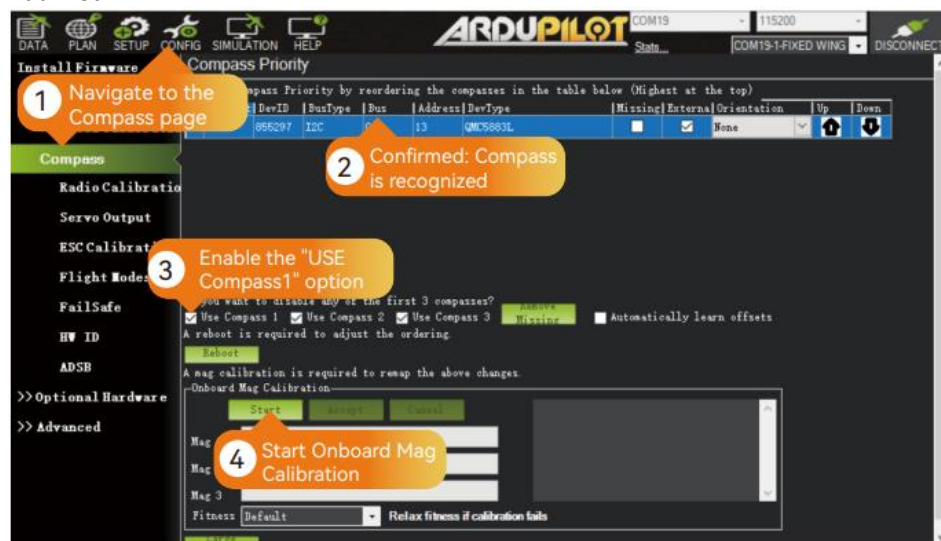 ARDUPILOT
COM19 115200
DATA PLAN SETUP CONFIG SIMULATION HELP
Stats... COM19-1-FIXED WING DISCONNECT
Install Firmware
Compass Priority
1 Navigate to the
Compass page
pass Priority by reordering the compasses in the table below (Highest at the top)
DevID BusType Bus Address DevType Missing Externa Orientation Up Down
855297 I2C 13 QMC5883L None
2 Confirmed: Compass
is recognized
Compass
Radio Calibratio
Servo Output
ESC Calibrat
3 Enable the "USE
Compass1" option
Flight Modes
FailSafe
HW ID
ADSB
>> Optional Hardware
>> Advanced
you want to disable any of the first 3 compasses?
Use Compass 1 Use Compass 2 Use Compass 3 Remove
Missing Automatically learn offsets
A reboot is required to adjust the ordering.
Reboot
A mag calibration is required to remap the above changes.
Onboard Mag Calibration
Start Accept Cancel
Mag
4 Start Onboard Mag
Calibration
Mag
Mag 3
Fitness Default Relax fitness if calibration fails